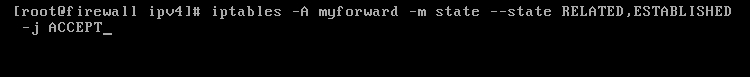 [root@firewall ipv4]# iptables -A myforward -m state --state RELATED,ESTABLISHED
-j ACCEPT_